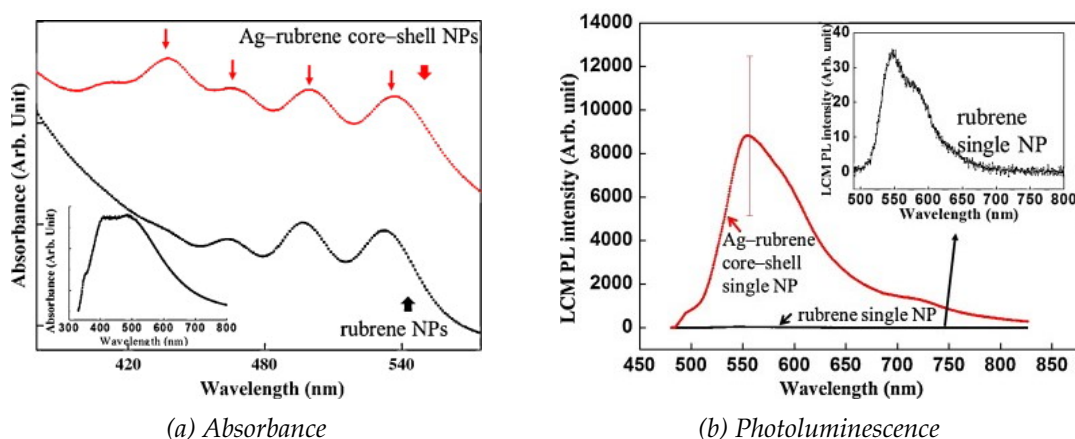 Ag–rubrene core–shell NPs
Absorbance (Arb. Unit)
Absorbance (Arb. Unit)
300 400 500 600 700 800
Wavelength (nm)
rubrene NPs
420 480 540
Wavelength (nm)
(a) Absorbance
14000
12000
10000
8000
6000
4000
2000
0
LCM PL intensity (Arb. unit)
40
30
20
10
0
LCM PL intensity (Arb. unit)
rubrene
single NP
500 550 600 650 700 800
Wavelength (nm)
Ag–rubrene
core–shell
single NP
rubrene single NP
450 500 550 600 650 700 750 800 850
Wavelength (nm)
(b) Photoluminescence